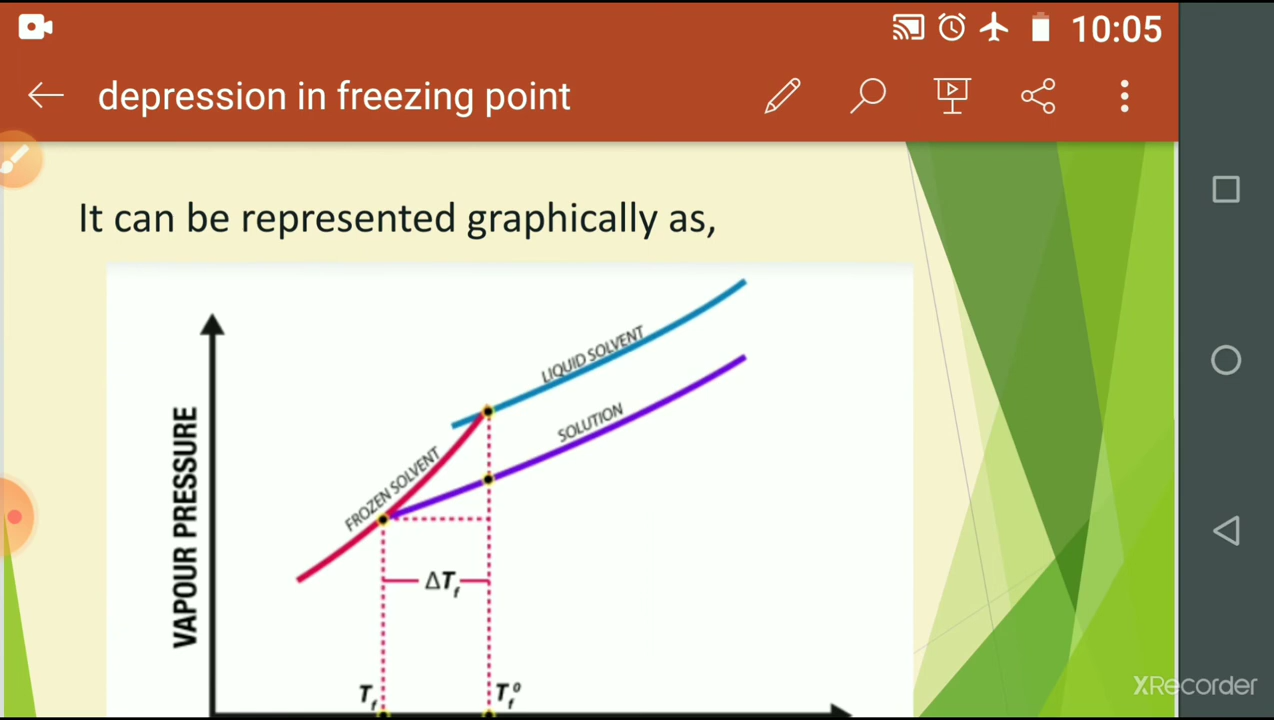 10:05
depression in freezing point
It can be represented graphically as,
LIQUID SOLVENT
SOLUTION
FROZEN SOLVENT
VAPOUR PRESSURE
ΔTf
Tf
Tf0
XRecorder